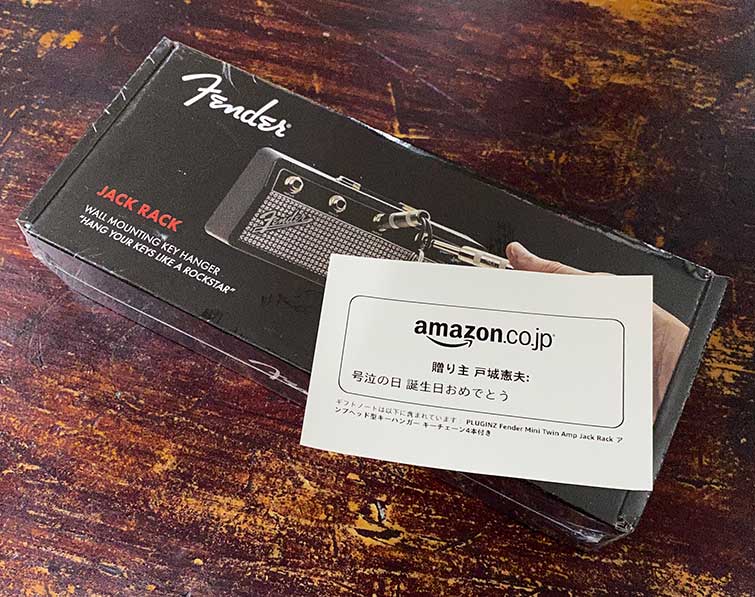 Fender
JACK RACK
WALL MOUNTING KEY HANGER
"HANG YOUR KEYS LIKE A ROCKSTAR"
Fender
Fender
amazon.co.jp
贈り主 戸城憲夫:
号泣の日 誕生日おめでとう
ギフトノートは以下に含まれています: PLUGINZ Fender Mini Twin Amp Jack Rack ア
ンプヘッド型キーハンガー キーチェーン4本付き